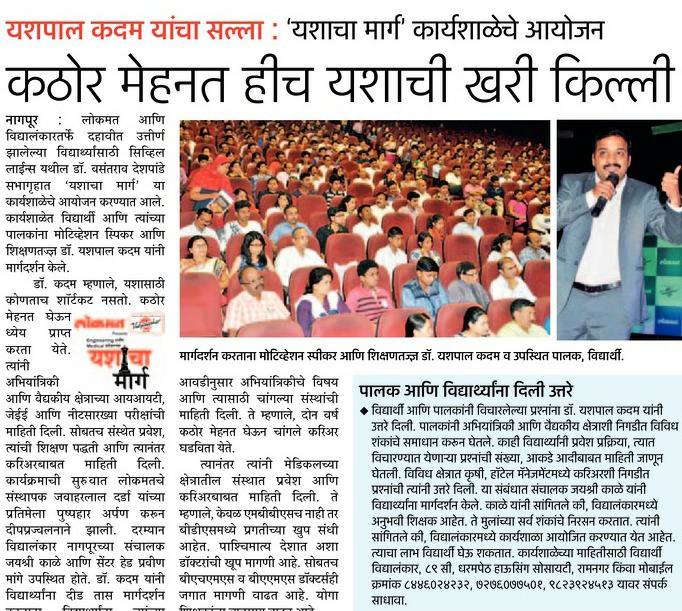 यशपाल कदम यांचा सल्ला : ‘यशाचा मार्ग’ कार्यशाळेचे आयोजन
कठोर मेहनत हीच यशाची खरी किल्ली
नागपूर : लोकमत आणि
विद्यालंकारतर्फे दहावीत उत्तीर्ण
झालेल्या विद्यार्थ्यांसाठी सिव्हिल
लाईन्स येथील डॉ. वसंतराव देशपांडे
सभागृहात ‘यशाचा मार्ग’ या
कार्यशाळेचे आयोजन करण्यात आले.
कार्यशाळेत विद्यार्थी आणि त्यांच्या
पालकांना मोटिव्हेशन स्पिकर आणि
शिक्षणतज्ज्ञ डॉ. यशपाल कदम यांनी
मार्गदर्शन केले.
डॉ. कदम म्हणाले, यशासाठी
कोणताच शॉर्टकट नसतो. कठोर
मेहनत घेऊन
ध्येय प्राप्त
करता येते.
त्यांनी
अभियांत्रिकी
आणि वैद्यकीय क्षेत्राच्या आयआयटी,
जेईई आणि नीटसारख्या परीक्षांची
माहिती दिली. सोबतच संस्थेत प्रवेश,
त्यांची शिक्षण पद्धती आणि त्यानंतर
करिअरबाबत माहिती दिली.
कार्यक्रमाची सुरुवात लोकमतचे
संस्थापक जवाहरलाल दर्डा यांच्या
प्रतिमेला पुष्पहार अर्पण करून
दीपप्रज्वलनाने झाली. दरम्यान
विद्यालंकार नागपूरच्या संचालक
जयश्री काळे आणि सेंटर हेड प्रवीण
मांगे उपस्थित होते. डॉ. कदम यांनी
विद्यार्थ्यांना दीड तास मार्गदर्शन
लोकमत
Vidyalankar
Presents
Engineering आणि
Medical क्षेत्राचा
यशाचा
मार्ग
मार्गदर्शन करताना मोटिव्हेशन स्पीकर आणि शिक्षणतज्ज्ञ डॉ. यशपाल कदम व उपस्थित पालक, विद्यार्थी.
आवडीनुसार अभियांत्रिकीचे विषय
आणि त्यासाठी चांगल्या संस्थांची
माहिती दिली. ते म्हणाले, दोन वर्ष
कठोर मेहनत घेऊन चांगले करिअर
घडविता येते.
त्यानंतर त्यांनी मेडिकलच्या
क्षेत्रातील संस्थात प्रवेश आणि
करिअरबाबत माहिती दिली. ते
म्हणाले, केवळ एमबीबीएसच नाही तर
बीडीएसमध्ये प्रगतीच्या खुप संधी
आहेत. पाश्चिमात्य देशात अशा
डॉक्टरांची खूप मागणी आहे. सोबतच
बीएचएमएस व बीएएमएस डॉक्टर्सही
जगात मागणी वाढत आहे. योगा
पालक आणि विद्यार्थ्यांना दिली उत्तरे
◆ विद्यार्थी आणि पालकांनी विचारलेल्या प्रश्नांना डॉ. यशपाल कदम यांनी
उत्तरे दिली. पालकांनी अभियांत्रिकी आणि वैद्यकीय क्षेत्राशी निगडीत विविध
शंकांचे समाधान करुन घेतले. काही विद्यार्थ्यांनी प्रवेश प्रक्रिया, त्यात
विचारण्यात येणाऱ्या प्रश्नांची संख्या, आकडे आदीबाबत माहिती जाणून
घेतली. विविध क्षेत्रात कृषी, हॉटेल मॅनेजमेंटमध्ये करिअरशी निगडीत
प्रश्नांची त्यांनी उत्तरे दिली. या संबंधात संचालक जयश्री काळे यांनी
विद्यार्थ्यांना मार्गदर्शन केले. काळे यांनी सांगितले की, विद्यालंकारमध्ये
अनुभवी शिक्षक आहेत. ते मुलांच्या सर्व शंकांचे निरसन करतात. त्यांनी
सांगितले की, विद्यालंकारमध्ये कार्यशाळा आयोजित करण्यात येत आहेत.
त्याचा लाभ विद्यार्थी घेऊ शकतात. कार्यशाळेच्या माहितीसाठी विद्यार्थी
विद्यालंकार, ८९ सी, धरमपेठ हाऊसिंग सोसायटी, रामनगर किंवा मोबाईल
क्रमांक ८४४६०२४२३२, ९२७६०७७५०१, ९८२३९२४५१३ यावर संपर्क
साधावा.